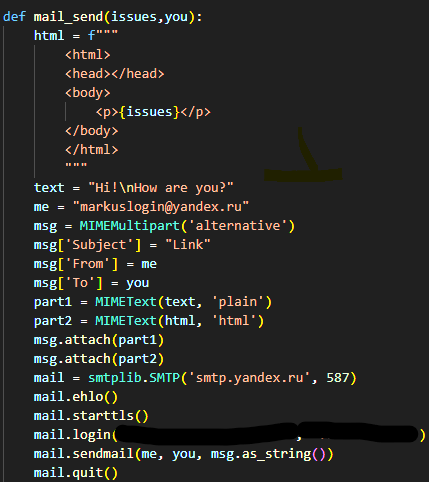 def mail_send(issues,you):
html = f"""
<html>
<head></head>
<body>
<p>{issues}</p>
</body>
</html>
"""
text = "Hi!\nHow are you?"
me = "markuslogin@yandex.ru"
msg = MIMEMultipart('alternative')
msg['Subject'] = "Link"
msg['From'] = me
msg['To'] = you
part1 = MIMEText(text, 'plain')
part2 = MIMEText(html, 'html')
msg.attach(part1)
msg.attach(part2)
mail = smtplib.SMTP('smtp.yandex.ru', 587)
mail.ehlo()
mail.starttls()
mail.login( , )
mail.sendmail(me, you, msg.as_string())
mail.quit()